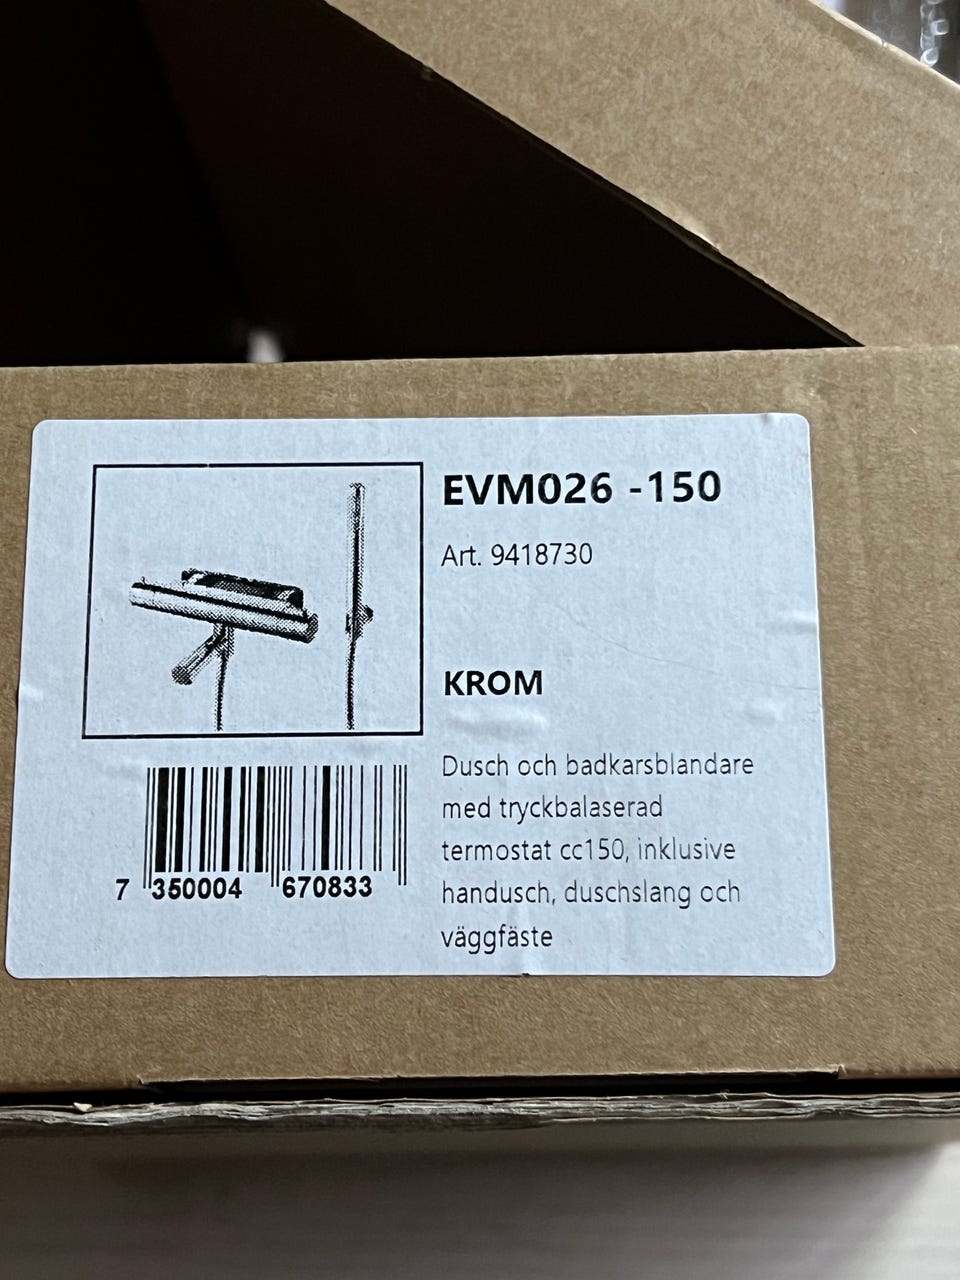 EVM026 -150
Art. 9418730
KROM
Dusch och badkarsblandare
med tryckbalaserad
termostat cc150, inklusive
handusch, duschslang och
väggfäste
7 350004 670833